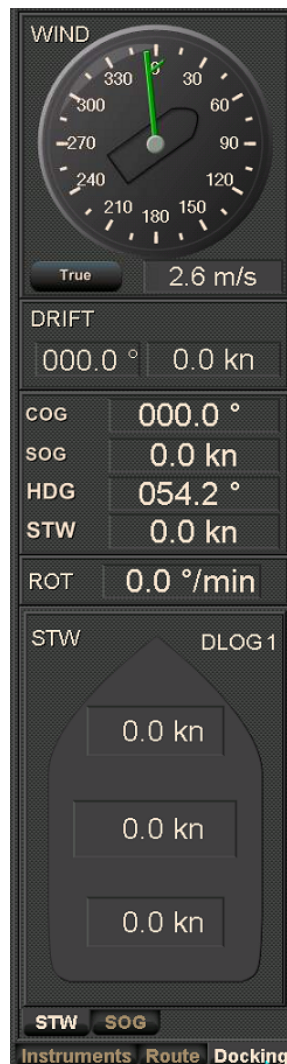 WIND
0
330 30
300 60
270 90
240 120
210 180 150
True 2.6 m/s
DRIFT
000.0 ° 0.0 kn
COG 000.0 °
SOG 0.0 kn
HDG 054.2 °
STW 0.0 kn
ROT 0.0 °/min
STW DLOG1
0.0 kn
0.0 kn
0.0 kn
STW SOG
Instruments Route Docking